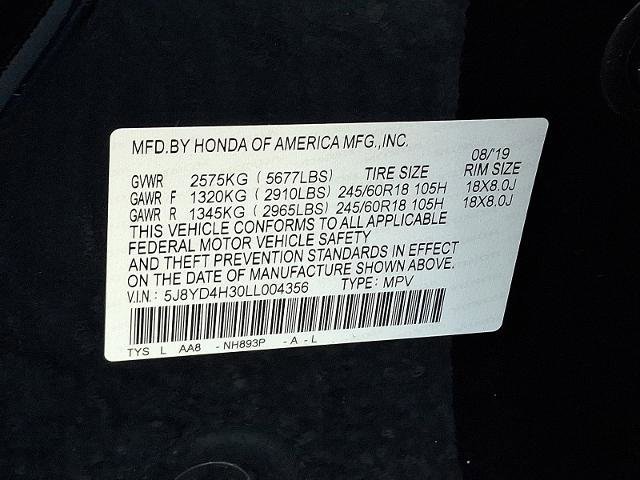 MFD.BY HONDA OF AMERICA MFG.,INC.
08/'19
GVWR 2575KG ( 5677LBS) TIRE SIZE RIM SIZE
GAWR F 1320KG ( 2910LBS) 245/60R18 105H 18X8.0J
GAWR R 1345KG ( 2965LBS) 245/60R18 105H 18X8.0J
THIS VEHICLE CONFORMS TO ALL APPLICABLE
FEDERAL MOTOR VEHICLE SAFETY
AND THEFT PREVENTION STANDARDS IN EFFECT
ON THE DATE OF MANUFACTURE SHOWN ABOVE.
V.I.N.: 5J8YD4H30LL004356 TYPE: MPV
TYS L AA8 - NH893P - A - L